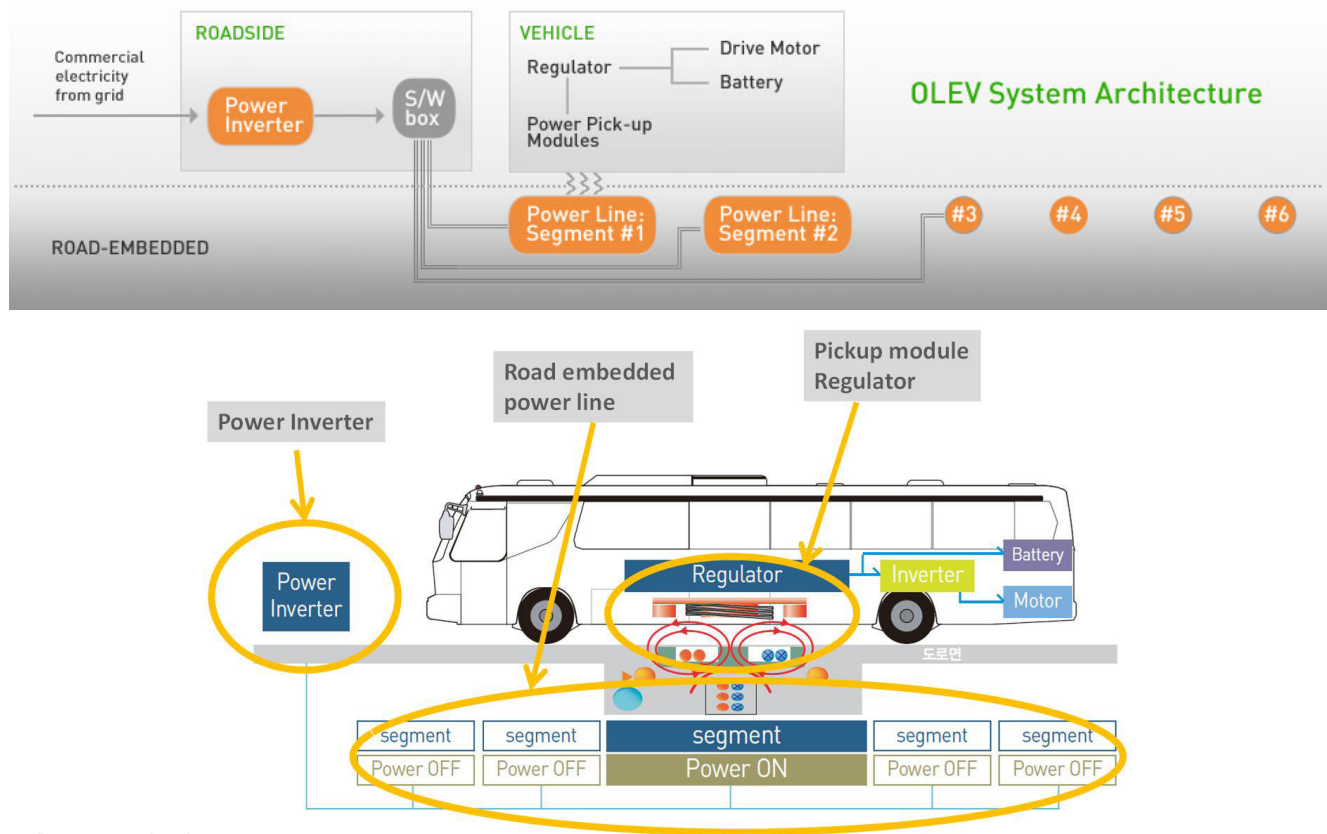 ROADSIDE
Commercial
electricity
from grid
Power
Inverter
S/W
box
VEHICLE
Regulator
Drive Motor
Battery
Power Pick-up
Modules
OLEV System Architecture
Power Line:
Segment #1
Power Line:
Segment #2
#3
#4
#5
#6
ROAD-EMBEDDED
Pickup module
Regulator
Road embedded
power line
Power Inverter
Power
Inverter
Regulator
Inverter
Battery
Motor
도로면
segment
segment
segment
segment
segment
Power OFF
Power OFF
Power ON
Power OFF
Power OFF